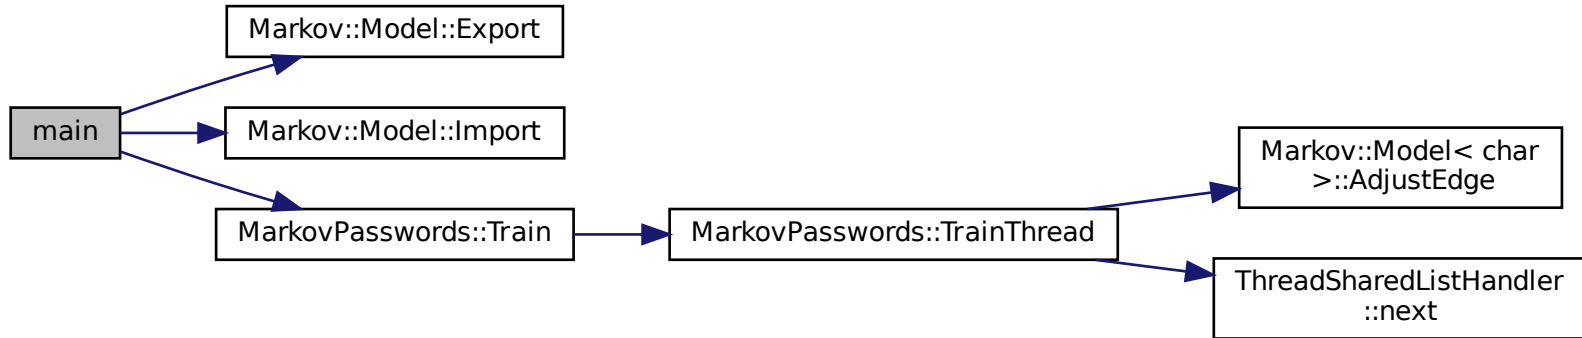 Markov::Model::Export
main
Markov::Model::Import
MarkovPasswords::Train
MarkovPasswords::TrainThread
Markov::Model< char
>::AdjustEdge
ThreadSharedListHandler
::next